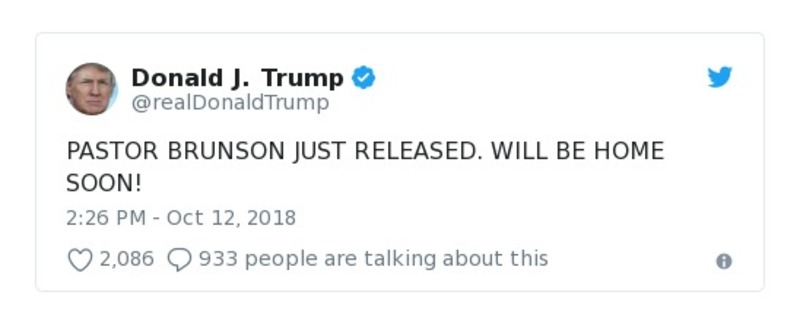 Donald J. Trump
@realDonaldTrump
PASTOR BRUNSON JUST RELEASED. WILL BE HOME
SOON!
2:26 PM - Oct 12, 2018
2,086 933 people are talking about this